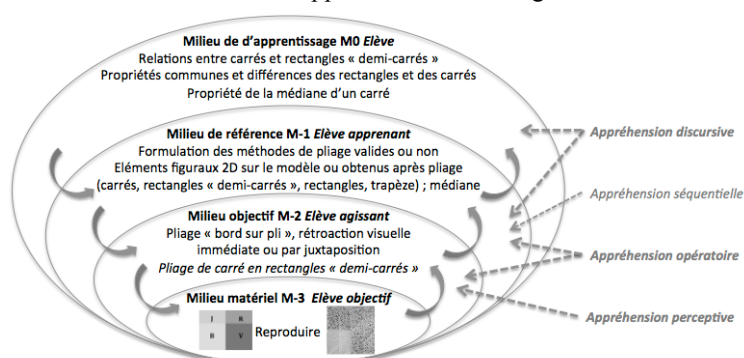 Milieu de d'apprentissage M0 Elève
Relations entre carrés et rectangles « demi-carrés »
Propriétés communes et différences des rectangles et des carrés
Propriété de la médiane d'un carré
Milieu de référence M-1 Elève apprenant
Formulation des méthodes de pliage valides ou non
Eléments figuraux 2D sur le modèle ou obtenus après pliage
(carrés, rectangles « demi-carrés », rectangles, trapèze) ; médiane
Milieu objectif M-2 Elève agissant
Pliage « bord sur pli », rétroaction visuelle
immédiate ou par juxtaposition
Pliage de carré en rectangles « demi-carrés »
Milieu matériel M-3 Elève objectif
J R
B V
Reproduire
Appréhension discursive
Appréhension séquentielle
Appréhension opératoire
Appréhension perceptive